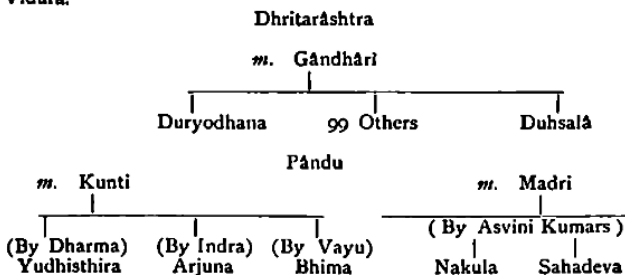 Vidura.
Dhritarâshtra
m. Gândhârî
Duryodhana 99 Others Duhsalâ
Pându
m. Kunti m. Madri
( By Asvini Kumars )
(By Dharma) (By Indra) (By Vayu)
Yudhisthira Arjuna Bhima Nakula Sahadeva